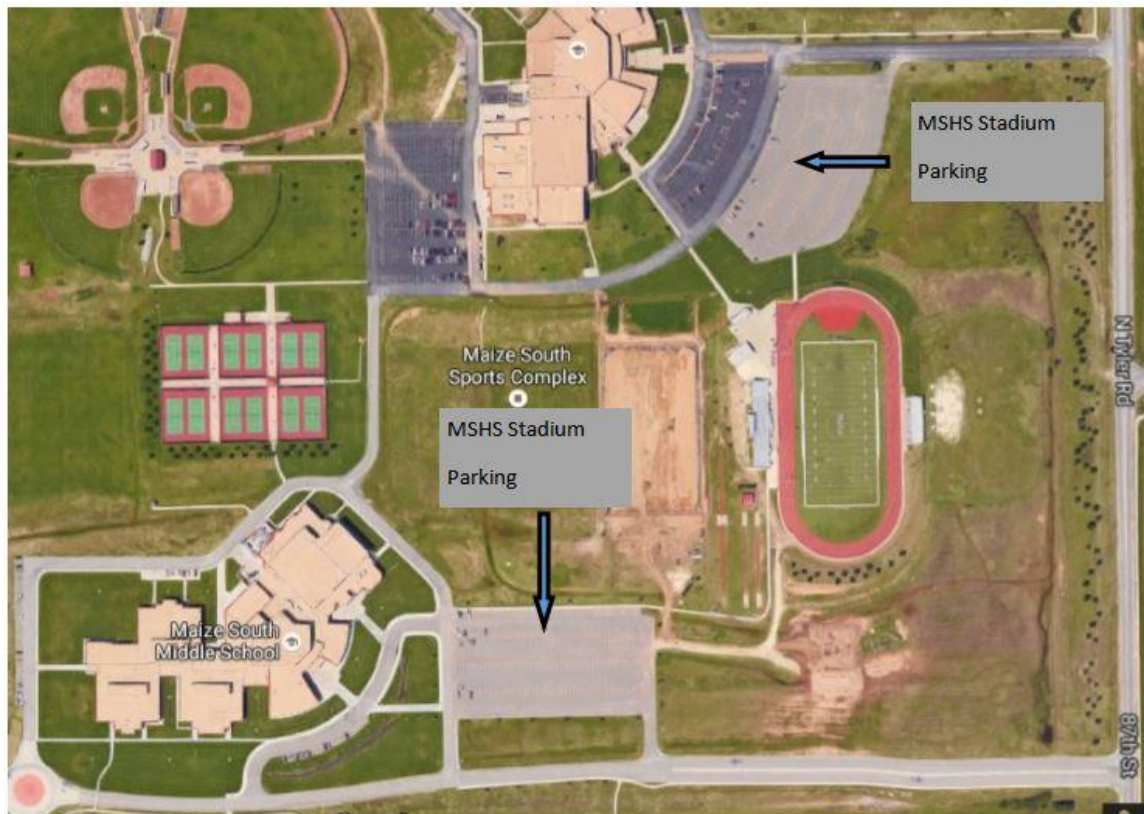 MSHS Stadium
Parking
N Tyler Rd
Maize South
Sports Complex
MSHS Stadium
Parking
Maize South
Middle School
87th St